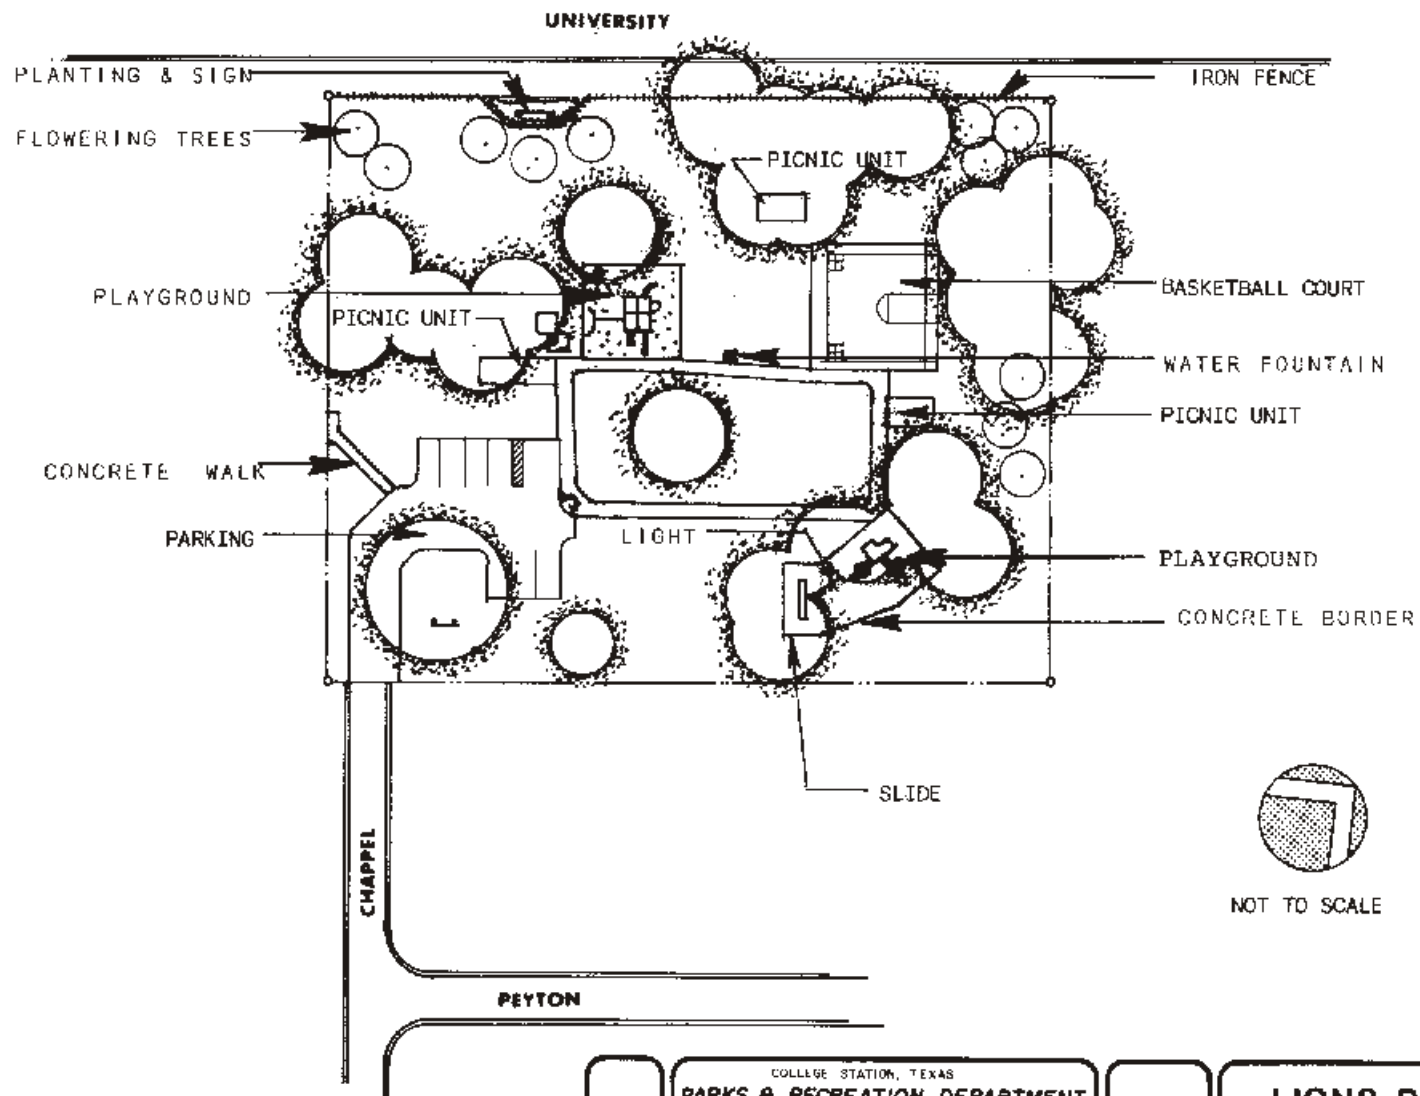 UNIVERSITY
PLANTING & SIGN
IRON FENCE
FLOWERING TREES
PICNIC UNIT
PLAYGROUND
BASKETBALL COURT
PICNIC UNIT
WATER FOUNTAIN
PICNIC UNIT
CONCRETE WALK
PARKING
LIGHT
PLAYGROUND
CONCRETE BORDER
SLIDE
CHAPPEL
NOT TO SCALE
PEYTON
COLLEGE STATION, TEXAS
PARKS & RECREATION DEPARTMENT
LIONS